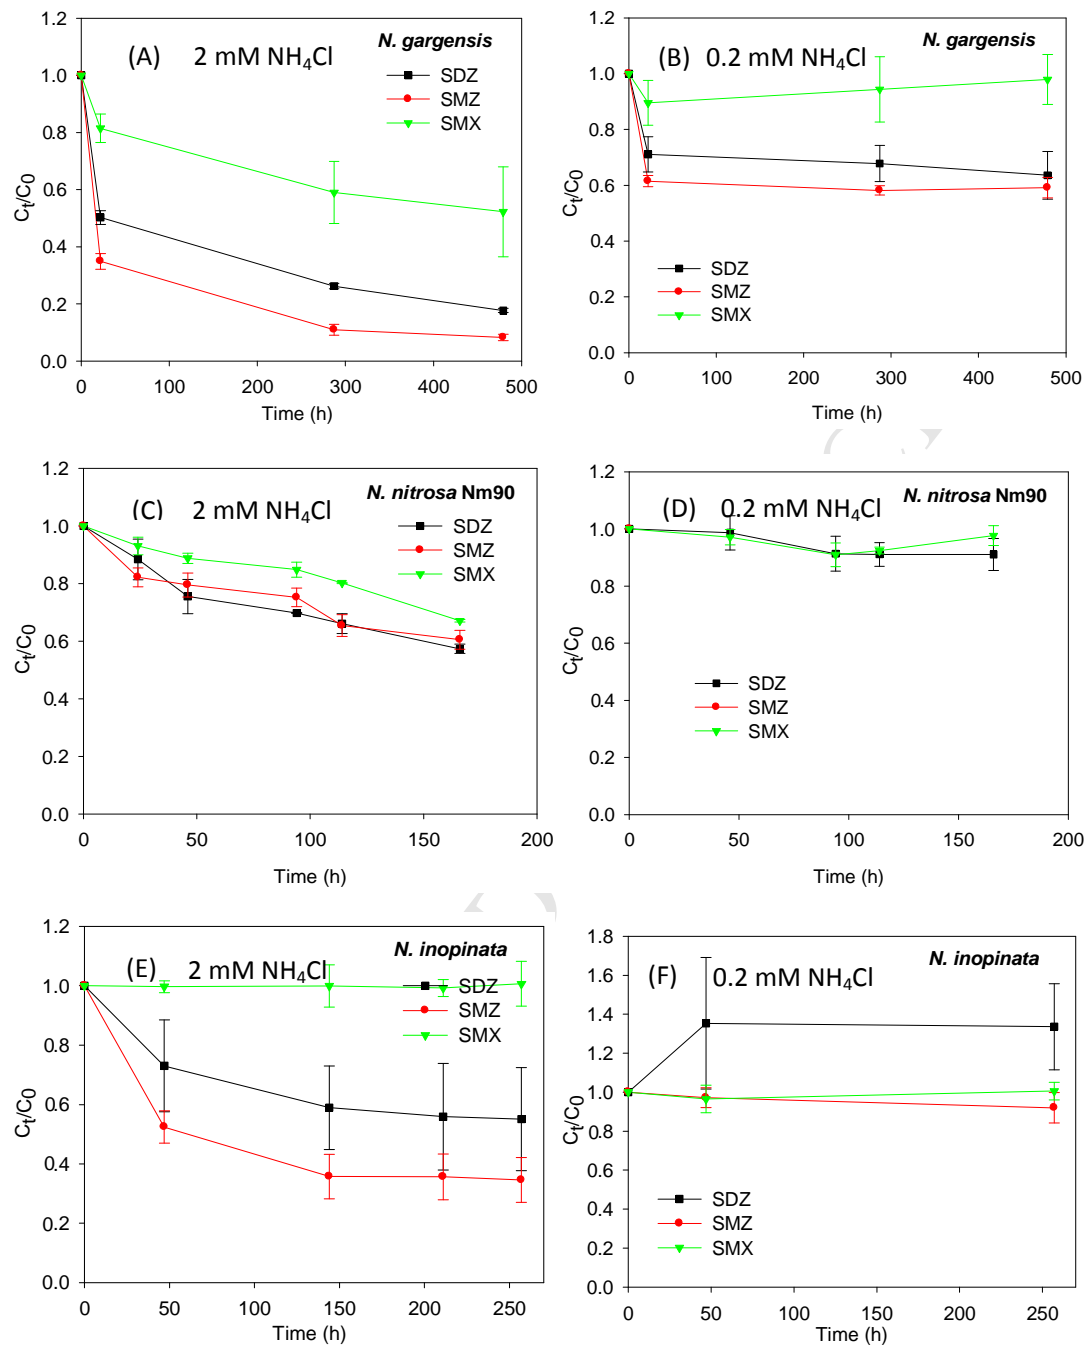 (A) 2 mM NH₄Cl
N. gargensis
SDZ
SMZ
SMX
1.2
1.0
0.8
0.6
0.4
0.2
0.0
Cₜ/C₀
0 100 200 300 400 500
Time (h)
(B) 0.2 mM NH₄Cl
N. gargensis
SDZ
SMZ
SMX
1.2
1.0
0.8
0.6
0.4
0.2
0.0
Cₜ/C₀
0 100 200 300 400 500
Time (h)
(C) 2 mM NH₄Cl
N. nitrosa Nm90
SDZ
SMZ
SMX
1.2
1.0
0.8
0.6
0.4
0.2
0.0
Cₜ/C₀
0 50 100 150 200
Time (h)
(D) 0.2 mM NH₄Cl
N. nitrosa Nm90
SDZ
SMZ
SMX
1.2
1.0
0.8
0.6
0.4
0.2
0.0
Cₜ/C₀
0 50 100 150 200
Time (h)
(E) 2 mM NH₄Cl
N. inopinata
SDZ
SMZ
SMX
1.2
1.0
0.8
0.6
0.4
0.2
0.0
Cₜ/C₀
0 50 100 150 200 250
Time (h)
(F) 0.2 mM NH₄Cl
N. inopinata
SDZ
SMZ
SMX
1.8
1.6
1.4
1.2
1.0
0.8
0.6
0.4
0.2
0.0
Cₜ/C₀
0 50 100 150 200 250
Time (h)